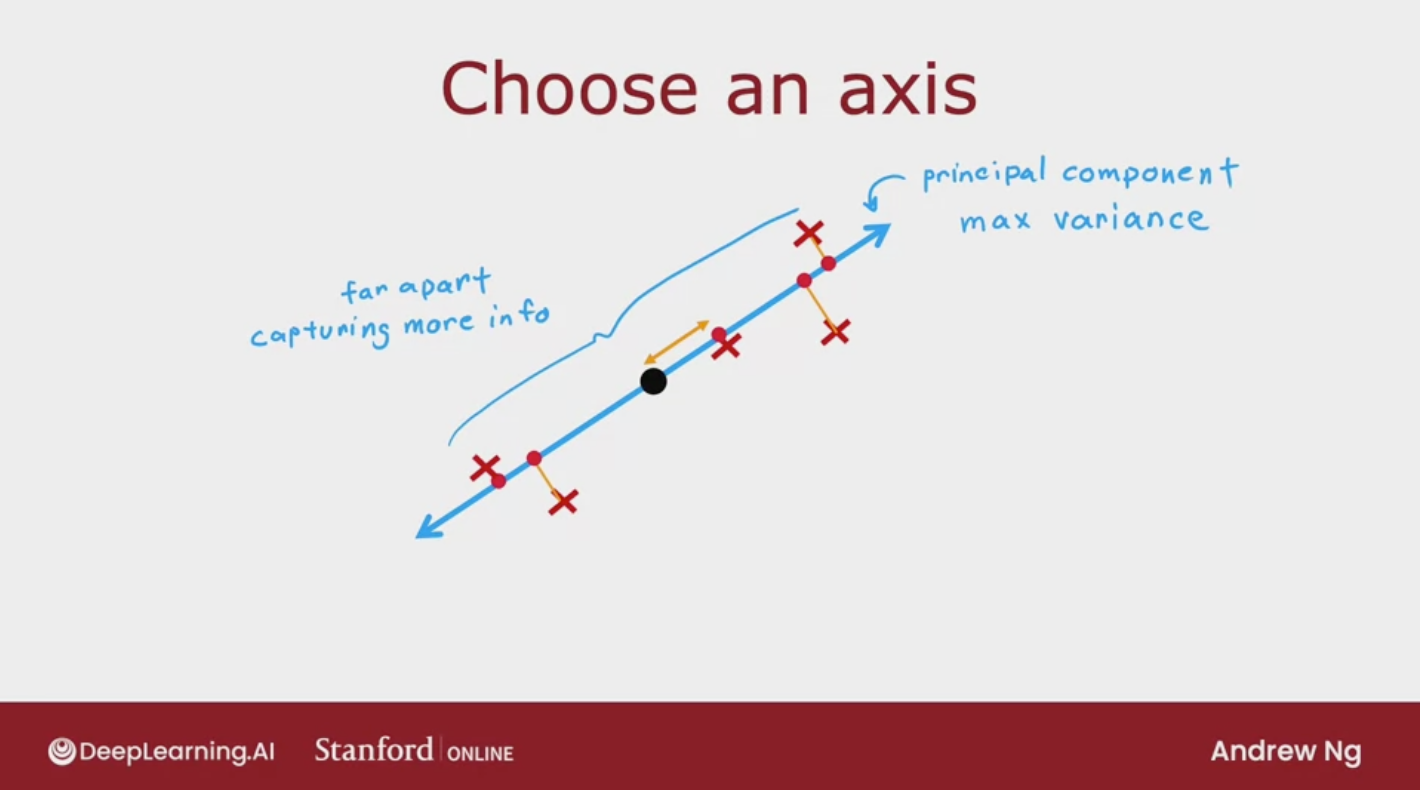 Choose an axis
principal component
max variance
far apart
capturing more info
DeepLearning.AI
Stanford ONLINE
Andrew Ng